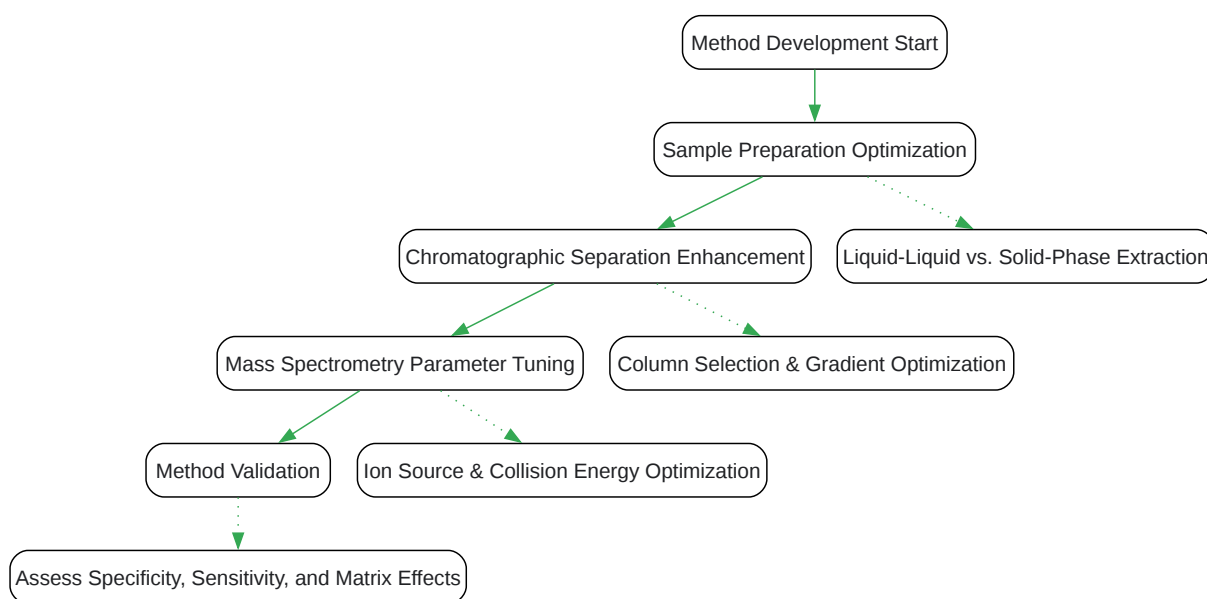 Method Development Start
Sample Preparation Optimization
Chromatographic Separation Enhancement
Liquid-Liquid vs. Solid-Phase Extraction
Mass Spectrometry Parameter Tuning
Column Selection & Gradient Optimization
Method Validation
Ion Source & Collision Energy Optimization
Assess Specificity, Sensitivity, and Matrix Effects